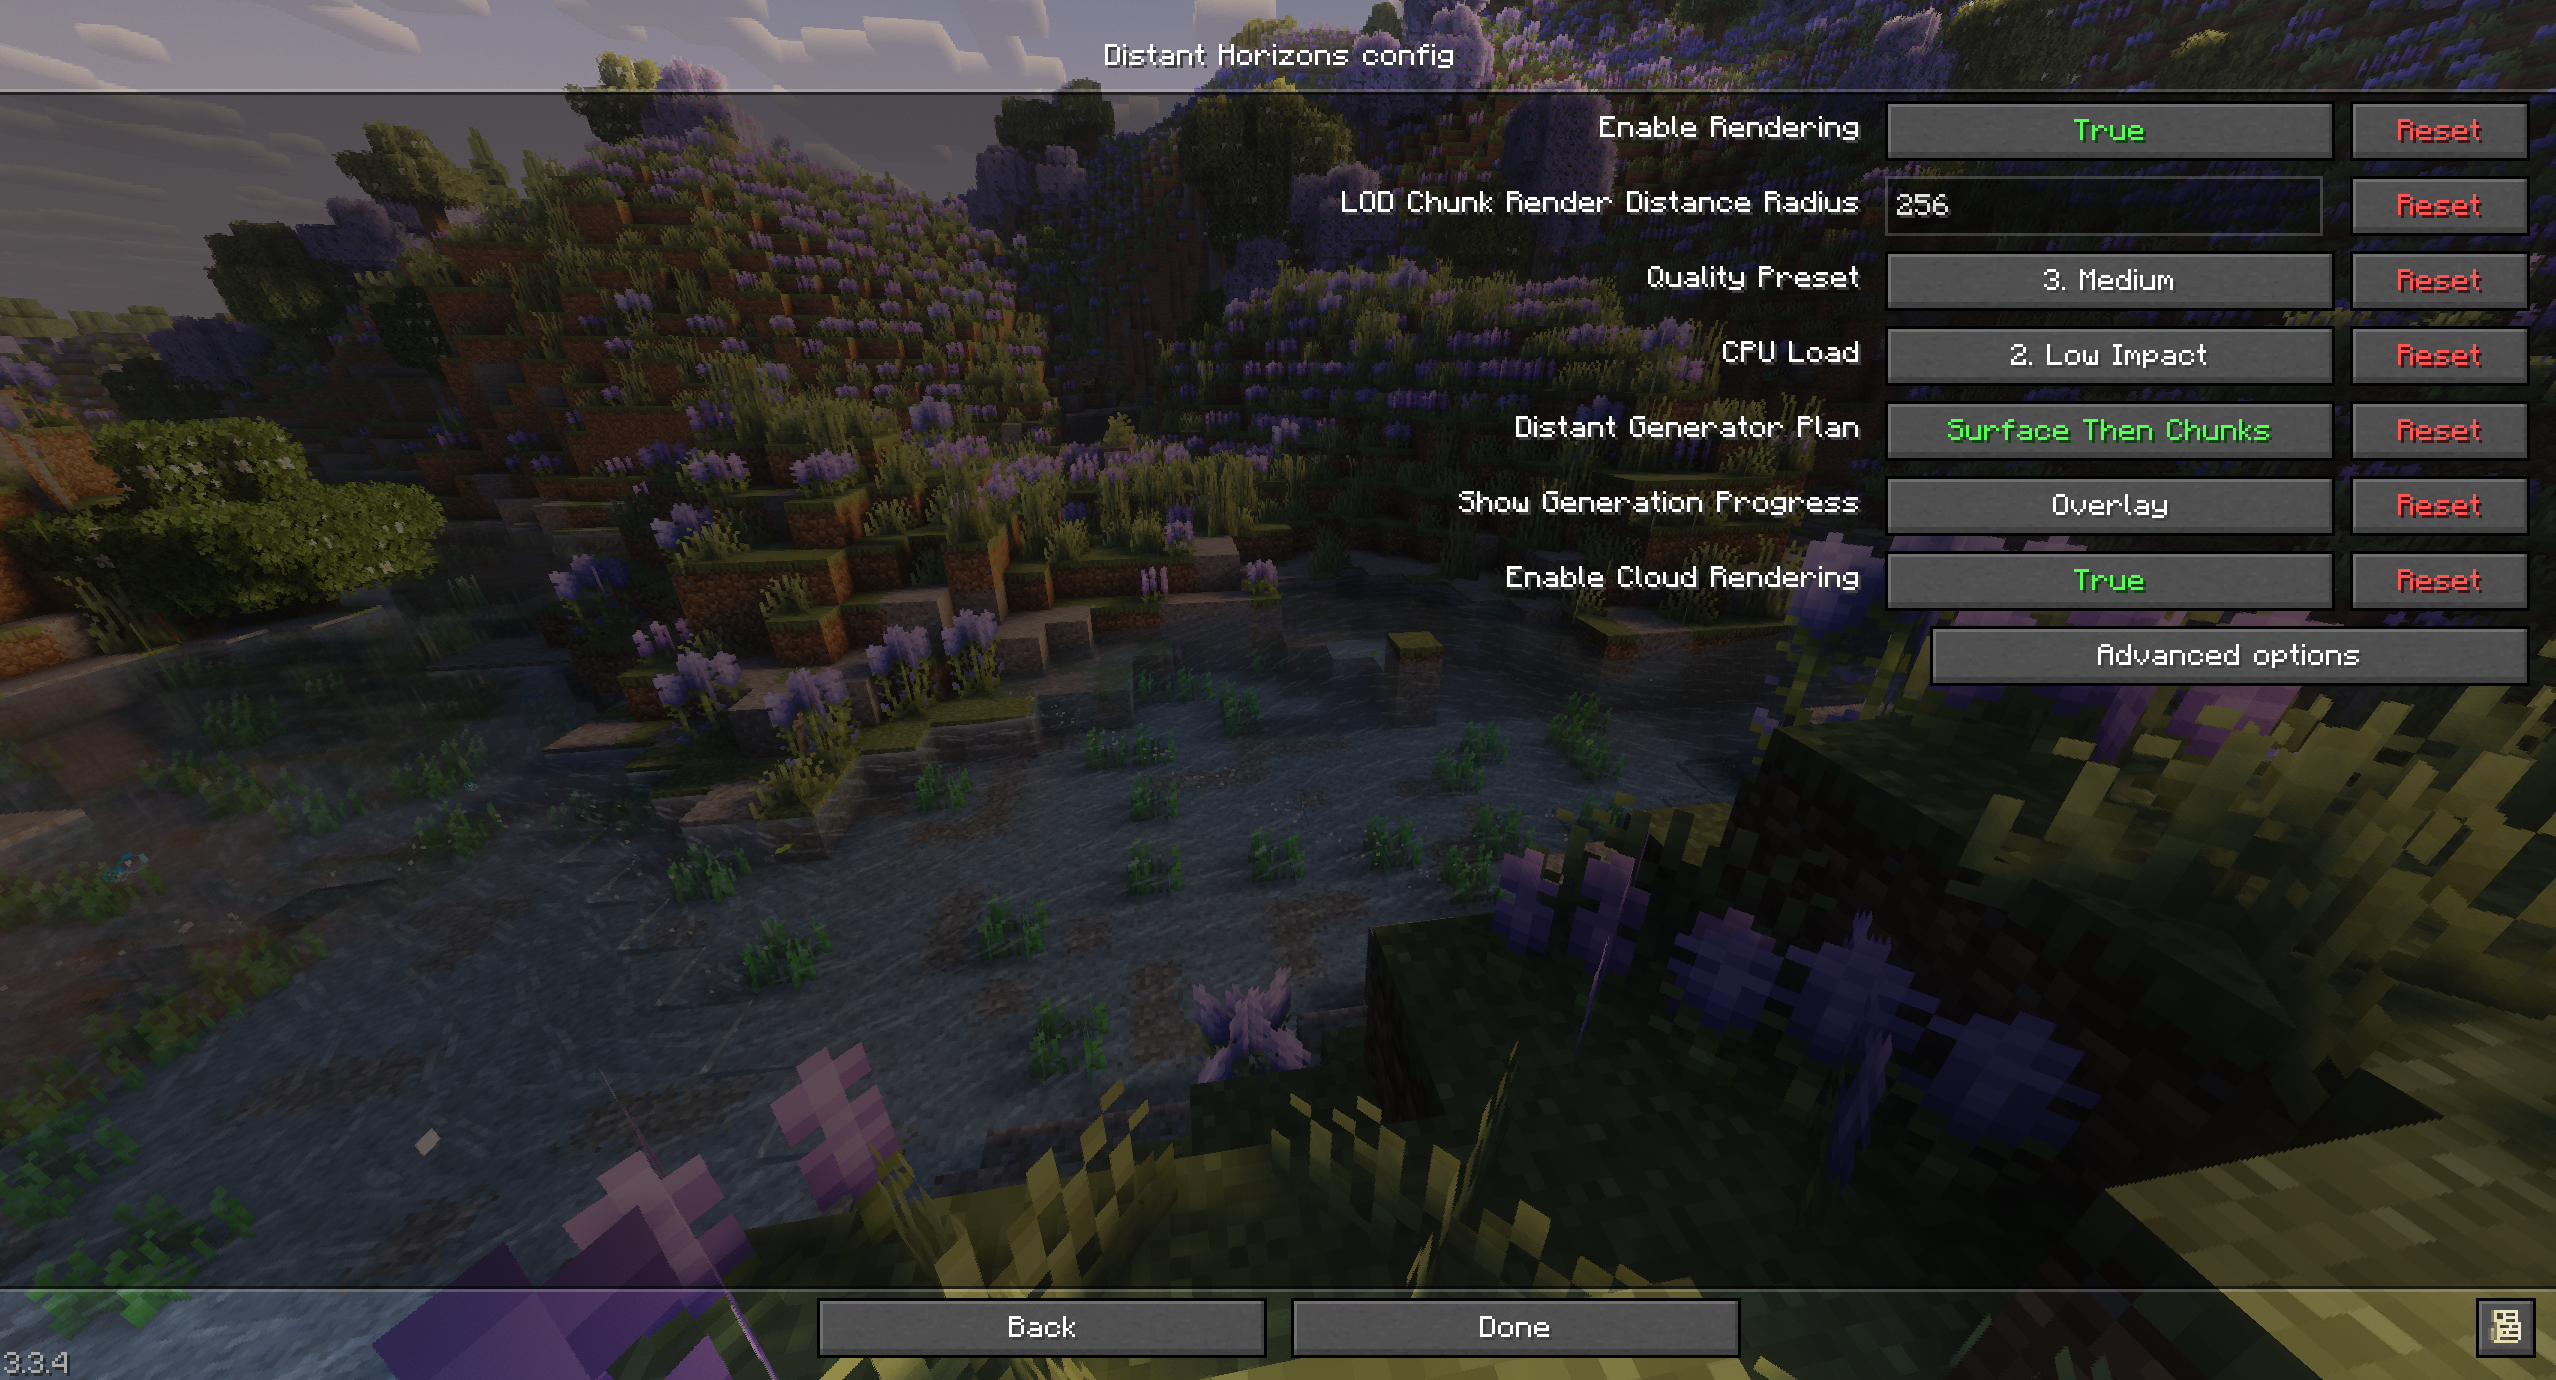 Distant Horizons config
Enable Rendering True Reset
LOD Chunk Render Distance Radius 256 Reset
Quality Preset 3. Medium Reset
CPU Load 2. Low Impact Reset
Distant Generator Plan Surface Then Chunks Reset
Show Generation Progress Overlay Reset
Enable Cloud Rendering True Reset
Advanced options
Back Done
3.3.4